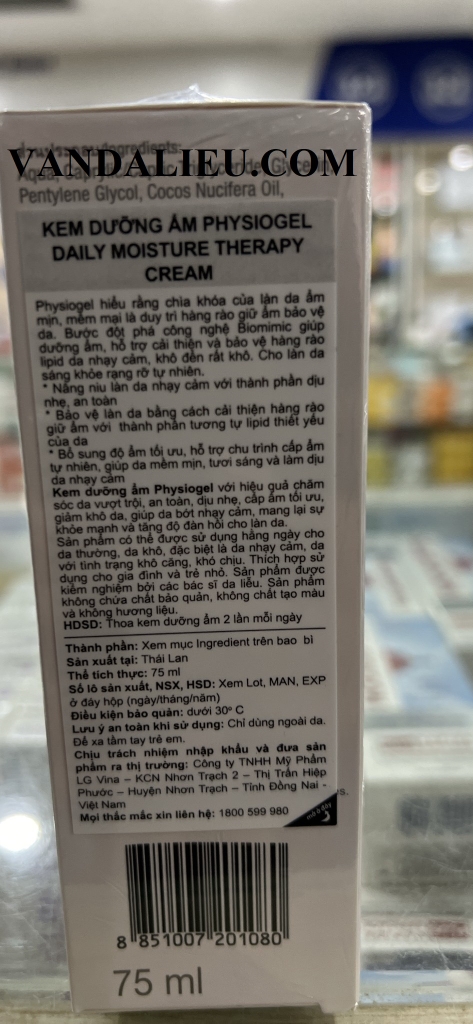 VANDALIEU.COM
Pentylene Glycol, Cocos Nucifera Oil,
KEM DƯỠNG ẨM PHYSIOGEL
DAILY MOISTURE THERAPY
CREAM
Physiogel hiểu rằng chìa khóa của làn da ẩm
mịn, mềm mại là duy trì hàng rào giữ ẩm bảo vệ
da. Bước đột phá công nghệ Biomimic giúp
dưỡng ẩm, hỗ trợ cải thiện và bảo vệ hàng rào
lipid da nhạy cảm, khô đến rất khô. Cho làn da
sáng khỏe rạng rỡ tự nhiên.
* Nâng niu làn da nhạy cảm với thành phần dịu
nhẹ, an toàn
* Bảo vệ làn da bằng cách cải thiện hàng rào
giữ ẩm với thành phần tương tự lipid thiết yếu
của da
* Bổ sung độ ẩm tối ưu, hỗ trợ chu trình cấp ẩm
tự nhiên, giúp da mềm mịn, tươi sáng và làm dịu
da nhạy cảm
Kem dưỡng ẩm Physiogel với hiệu quả chăm
sóc da vượt trội, an toàn, dịu nhẹ, cấp ẩm tối ưu,
giảm khô da, giúp da bớt nhạy cảm, mang lại sự
khỏe mạnh và tăng độ đàn hồi cho làn da.
Sản phẩm có thể được sử dụng hằng ngày cho
da thường, da khô, đặc biệt là da nhạy cảm, da
với tình trạng khô căng, khó chịu. Thích hợp sử
dụng cho gia đình và trẻ nhỏ. Sản phẩm được
kiểm nghiệm bởi các bác sĩ da liễu. Sản phẩm
không chứa chất bảo quản, không chất tạo màu
và không hương liệu.
HDSD: Thoa kem dưỡng ẩm 2 lần mỗi ngày
Thành phần: Xem mục Ingredient trên bao bì
Sản xuất tại: Thái Lan
Thể tích thực: 75 ml
Số lô sản xuất, NSX, HSD: Xem Lot, MAN, EXP
ở đáy hộp (ngày/tháng/năm)
Điều kiện bảo quản: dưới 30º C
Lưu ý an toàn khi sử dụng: Chỉ dùng ngoài da.
Để xa tầm tay trẻ em.
Chịu trách nhiệm nhập khẩu và đưa sản
phẩm ra thị trường: Công ty TNHH Mỹ Phẩm
LG Vina – KCN Nhơn Trạch 2 – Thị Trấn Hiệp
Phước – Huyện Nhơn Trạch – Tỉnh Đồng Nai -
Việt Nam
Mọi thắc mắc xin liên hệ: 1800 599 980
8 851007 201080
75 ml